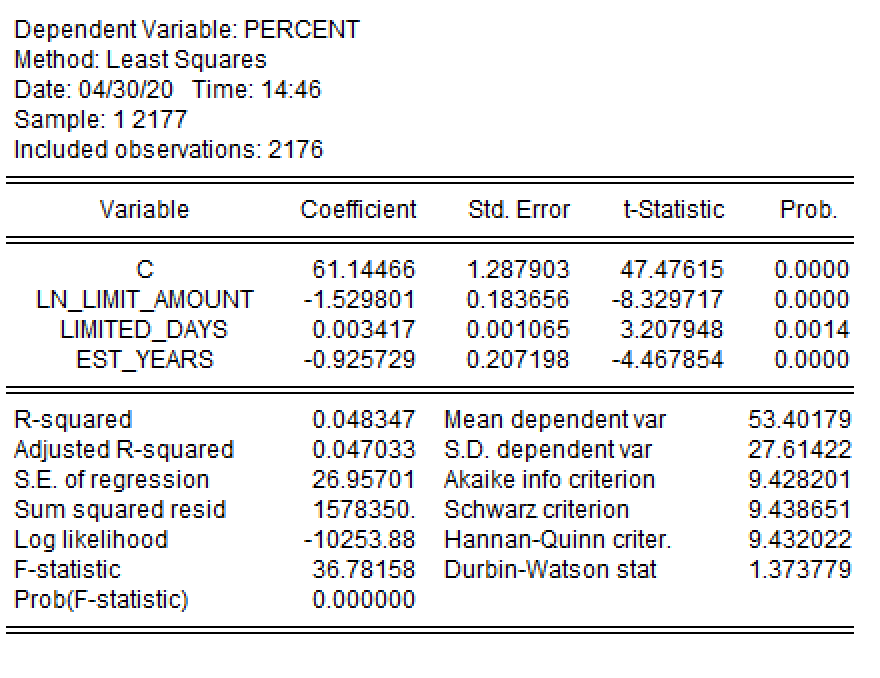 Dependent Variable: PERCENT
Method: Least Squares
Date: 04/30/20 Time: 14:46
Sample: 1 2177
Included observations: 2176
Variable Coefficient Std. Error t-Statistic Prob.
C 61.14466 1.287903 47.47615 0.0000
LN_LIMIT_AMOUNT -1.529801 0.183656 -8.329717 0.0000
LIMITED_DAYS 0.003417 0.001065 3.207948 0.0014
EST_YEARS -0.925729 0.207198 -4.467854 0.0000
R-squared 0.048347 Mean dependent var 53.40179
Adjusted R-squared 0.047033 S.D. dependent var 27.61422
S.E. of regression 26.95701 Akaike info criterion 9.428201
Sum squared resid 1578350. Schwarz criterion 9.438651
Log likelihood -10253.88 Hannan-Quinn criter. 9.432022
F-statistic 36.78158 Durbin-Watson stat 1.373779
Prob(F-statistic) 0.000000